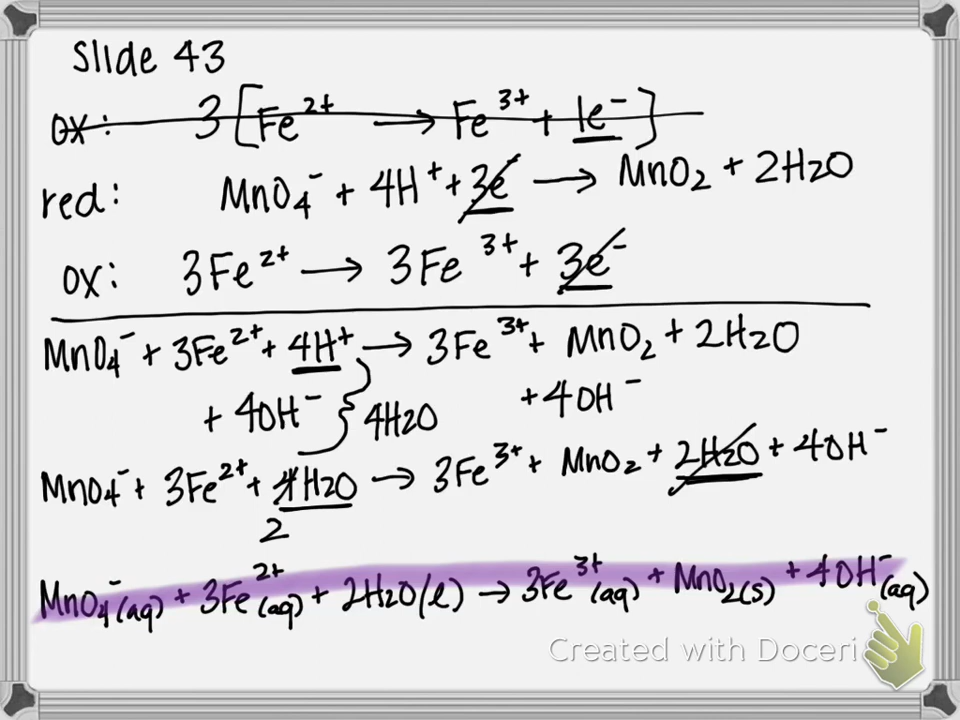 Slide 43
ox: 3[Fe²⁺ → Fe³⁺ + 1e⁻]
red: MnO₄⁻ + 4H⁺ + 3e → MnO₂ + 2H₂O
ox: 3Fe²⁺ → 3Fe³⁺ + 3e⁻
MnO₄⁻ + 3Fe²⁺ + 4H⁺ → 3Fe³⁺ + MnO₂ + 2H₂O
+ 4OH⁻ } 4H₂O +4OH⁻
MnO₄⁻ + 3Fe²⁺ + 4H₂O → 3Fe³⁺ + MnO₂ + 2H₂O + 4OH⁻
2
MnO₄⁻(aq) + 3Fe²⁺(aq) + 2H₂O(l) → 3Fe³⁺(aq) + MnO₂(s) + 4OH⁻(aq)
Created with Doceri